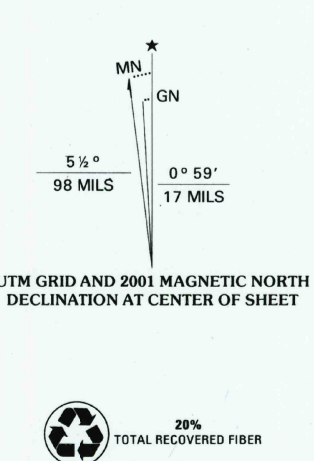 ★
MN
GN
5 ½ °
98 MILS
0° 59′
17 MILS
UTM GRID AND 2001 MAGNETIC NORTH
DECLINATION AT CENTER OF SHEET
20%
TOTAL RECOVERED FIBER